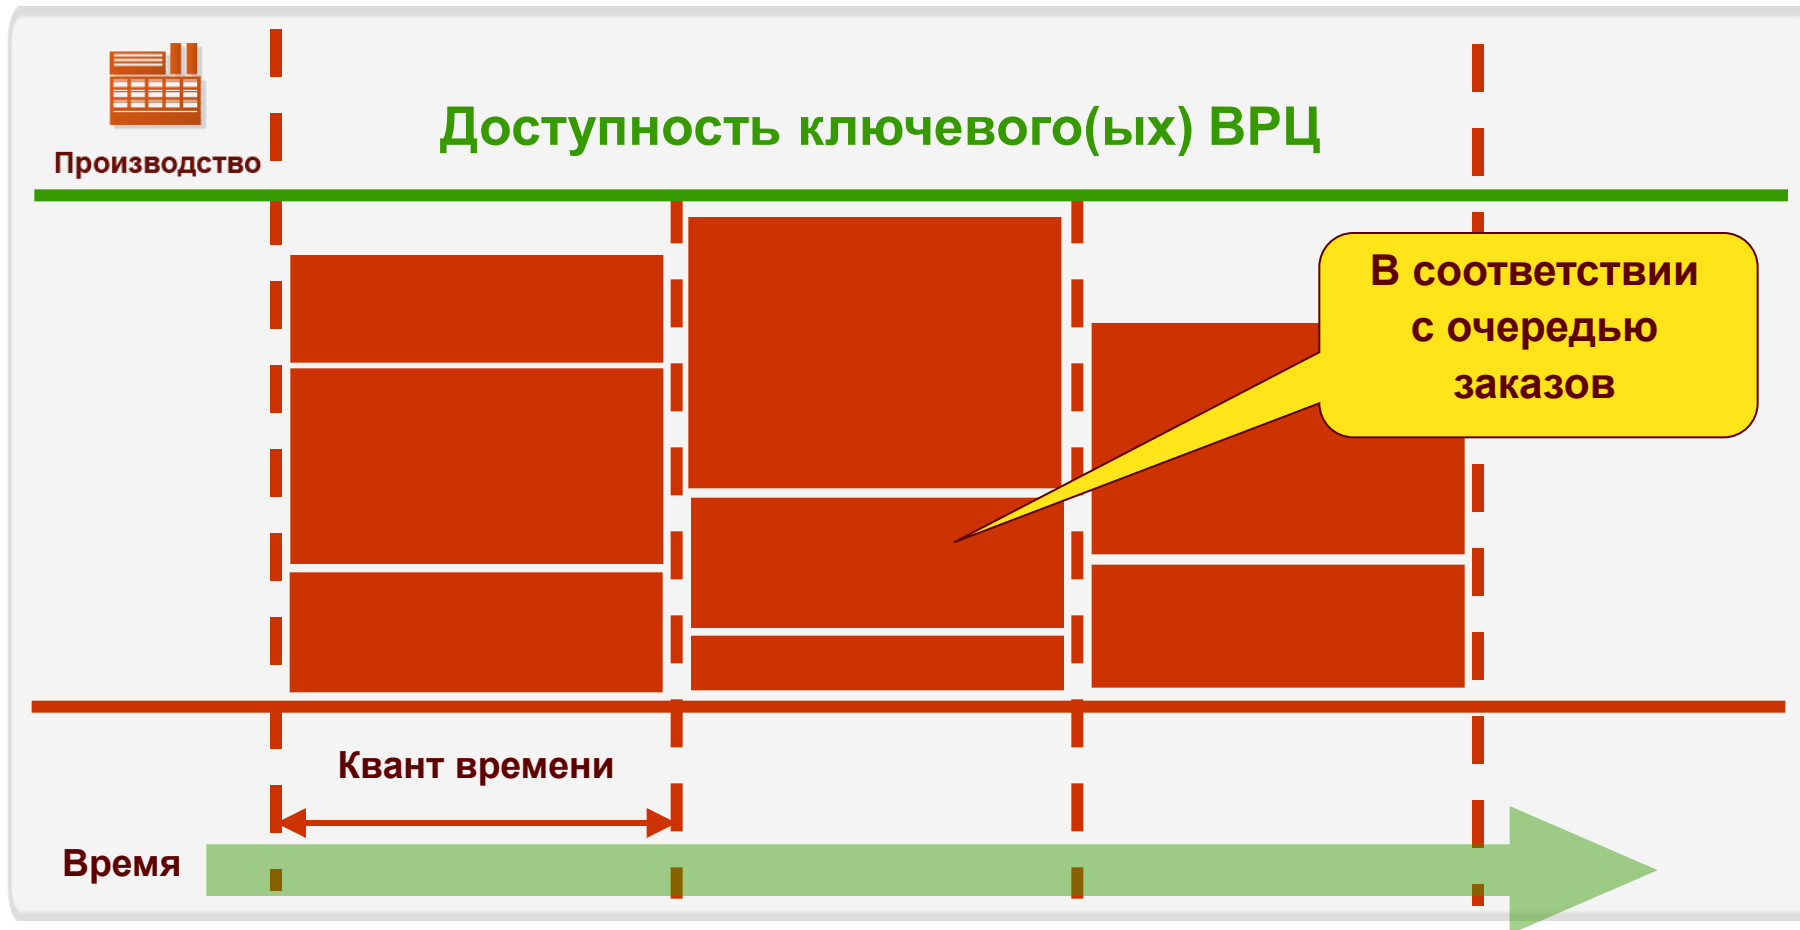 Доступность ключевого(ых) ВРЦ
Производство
В соответствии
с очередью
заказов
Квант времени
Время